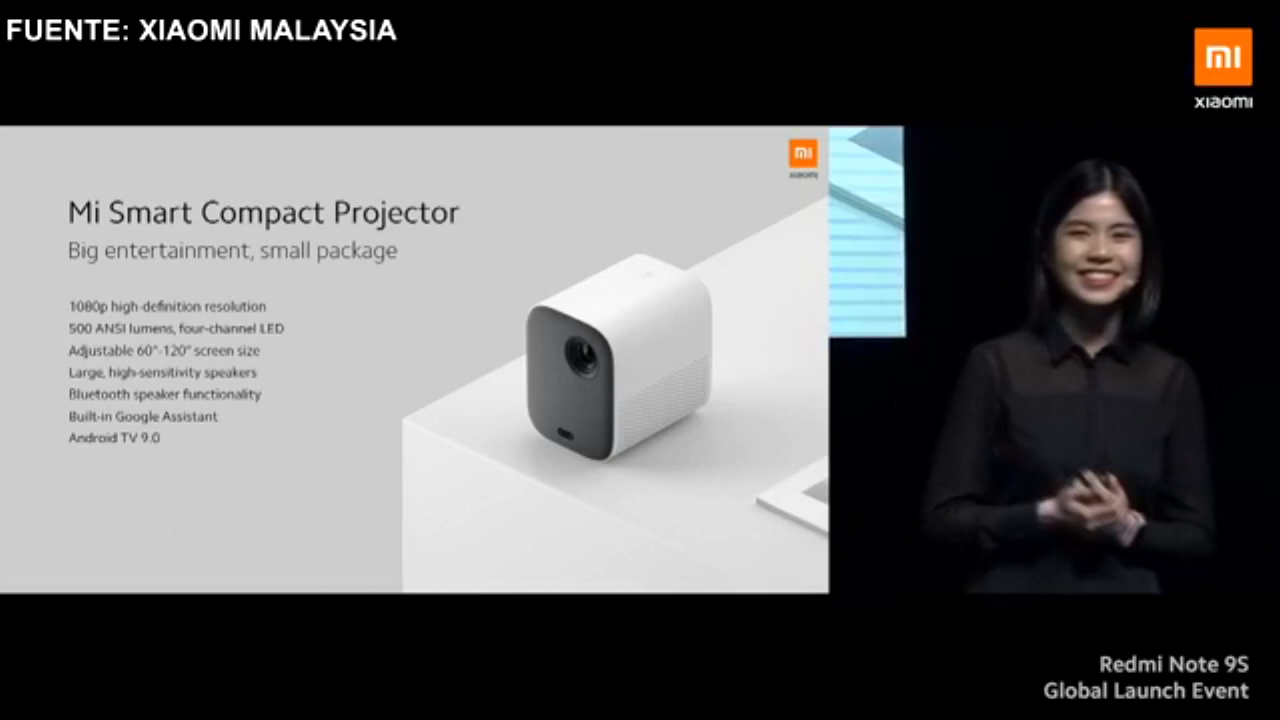 FUENTE: XIAOMI MALAYSIA
mi
xiaomi
mi
xiaomi
Mi Smart Compact Projector
Big entertainment, small package
1080p high-definition resolution
500 ANSI lumens, four-channel LED
Adjustable 60"-120" screen size
Large, high-sensitivity speakers
Bluetooth speaker functionality
Built-in Google Assistant
Android TV 9.0
Redmi Note 9S
Global Launch Event